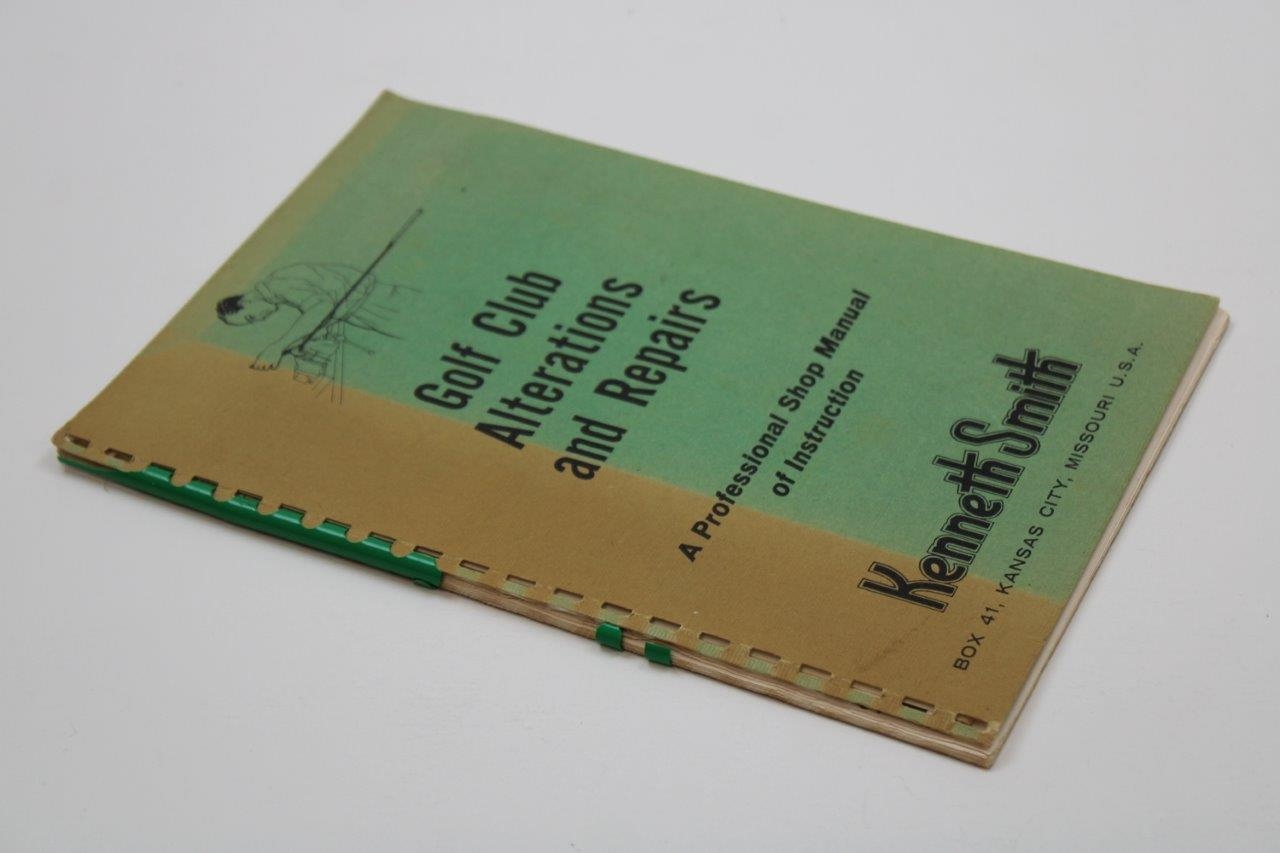 Golf Club
Alterations
and Repairs
A Professional Shop Manual
of Instruction
Kenneth Smith
BOX 41, KANSAS CITY, MISSOURI U.S.A.